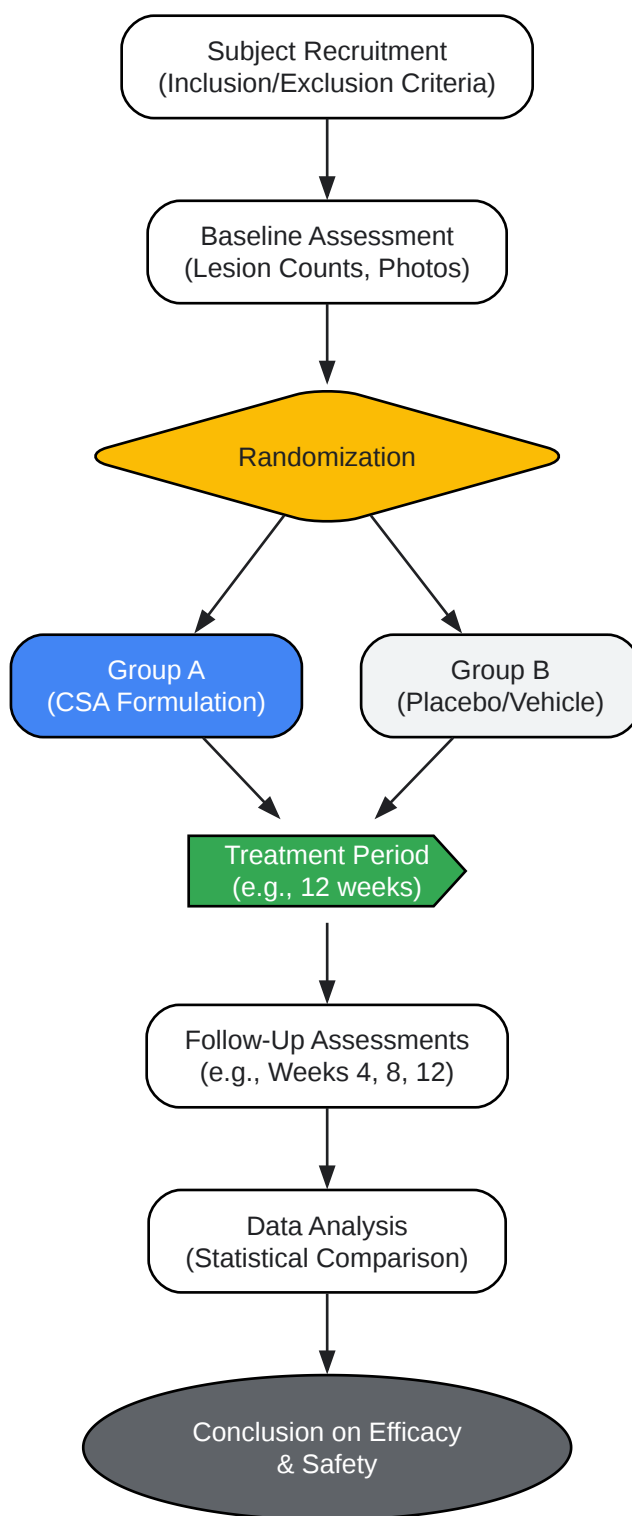 Subject Recruitment
(Inclusion/Exclusion Criteria)
Baseline Assessment
(Lesion Counts, Photos)
Randomization
Group A
(CSA Formulation)
Group B
(Placebo/Vehicle)
Treatment Period
(e.g., 12 weeks)
Follow-Up Assessments
(e.g., Weeks 4, 8, 12)
Data Analysis
(Statistical Comparison)
Conclusion on Efficacy
& Safety